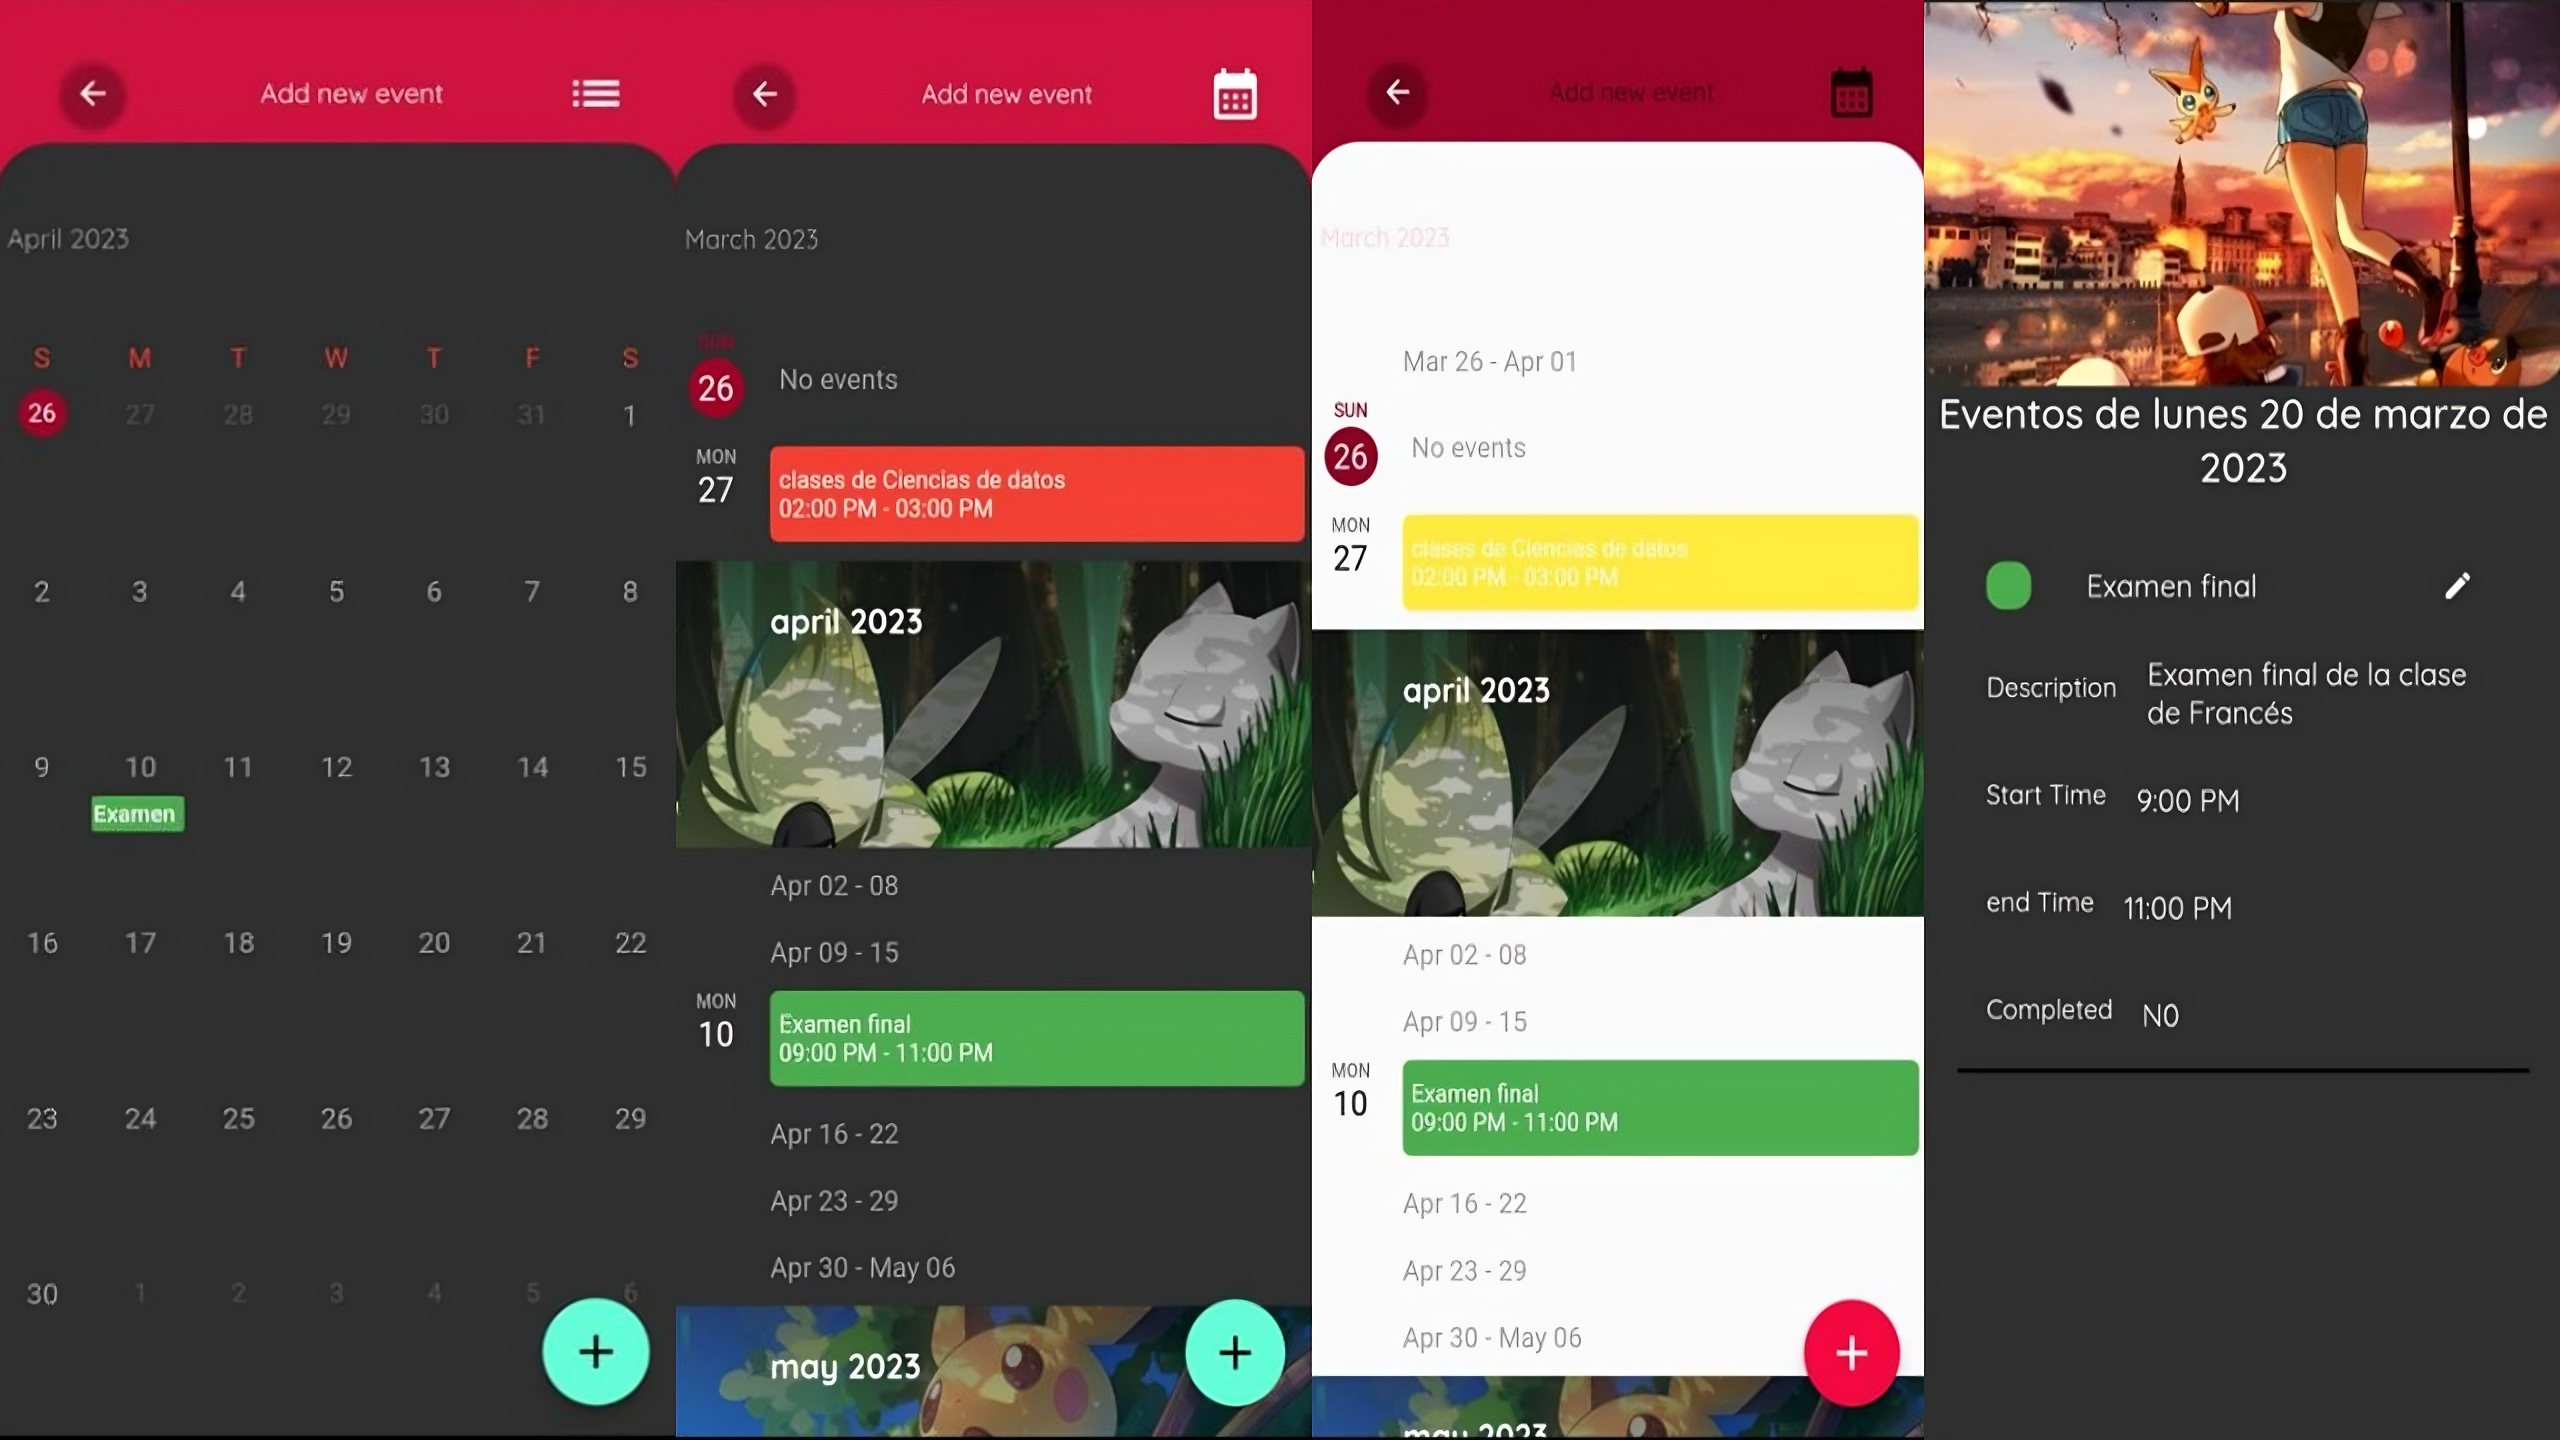 Add new event
April 2023
S M T W T F S
26 27 28 29 30 31 1
2 3 4 5 6 7 8
9 10 11 12 13 14 15
Examen
16 17 18 19 20 21 22
23 24 25 26 27 28 29
30 1 2 3 4 5 6
Add new event
March 2023
SUN
26
No events
MON
27
clases de Ciencias de datos
02:00 PM - 03:00 PM
april 2023
Apr 02 - 08
Apr 09 - 15
MON
10
Examen final
09:00 PM - 11:00 PM
Apr 16 - 22
Apr 23 - 29
Apr 30 - May 06
may 2023
Add new event
March 2023
Mar 26 - Apr 01
SUN
26
No events
MON
27
clases de Ciencias de datos
02:00 PM - 03:00 PM
april 2023
Apr 02 - 08
Apr 09 - 15
MON
10
Examen final
09:00 PM - 11:00 PM
Apr 16 - 22
Apr 23 - 29
Apr 30 - May 06
may 2023
Eventos de lunes 20 de marzo de
2023
Examen final
Description
Examen final de la clase
de Francés
Start Time 9:00 PM
end Time 11:00 PM
Completed NO